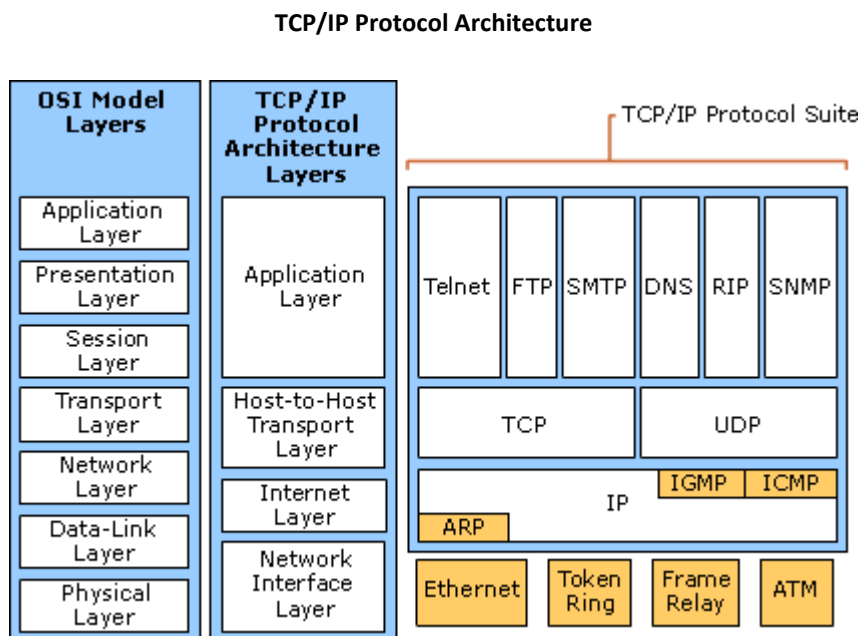 TCP/IP Protocol Architecture
OSI Model
Layers
Application
Layer
Presentation
Layer
Session
Layer
Transport
Layer
Network
Layer
Data-Link
Layer
Physical
Layer
TCP/IP
Protocol
Architecture
Layers
Application
Layer
Host-to-Host
Transport
Layer
Internet
Layer
Network
Interface
Layer
TCP/IP Protocol Suite
Telnet FTP SMTP DNS RIP SNMP
TCP UDP
IGMP ICMP
IP
ARP
Ethernet
Token
Ring
Frame
Relay
ATM